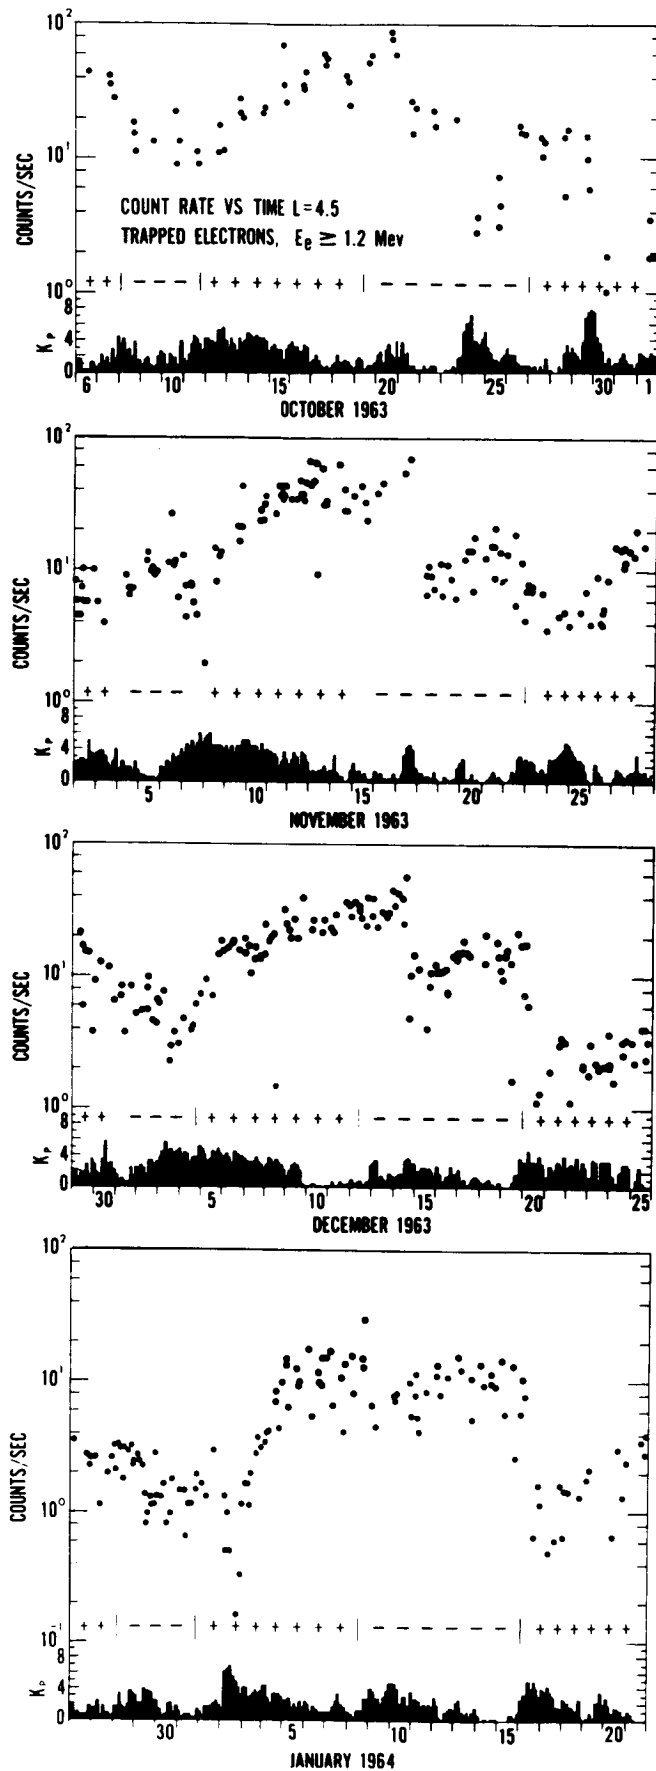 10²
10¹
10⁰
COUNTS/SEC
COUNT RATE VS TIME L=4.5
TRAPPED ELECTRONS, Eₑ ≥ 1.2 Mev
+ + | – – – – | + + + + + + + | – – – – – | + + + + + +
8
4
0
Kₚ
6 10 15 20 25 30 1
OCTOBER 1963
10²
10¹
10⁰
COUNTS/SEC
+ + – – – – + + + + + + + – – – – – | + + + + + +
8
4
0
Kₚ
5 10 15 20 25
NOVEMBER 1963
10²
10¹
10⁰
COUNTS/SEC
+ + – – – – | + + + + + + + | – – – – – – | + + + + + +
8
4
0
Kₚ
30 5 10 15 20 25
DECEMBER 1963
10²
10¹
10⁰
10⁻¹
COUNTS/SEC
+ + | – – – – | + + + + + + + | – – – – – – | + + + + + +
8
4
0
Kₚ
30 5 10 15 20
JANUARY 1964